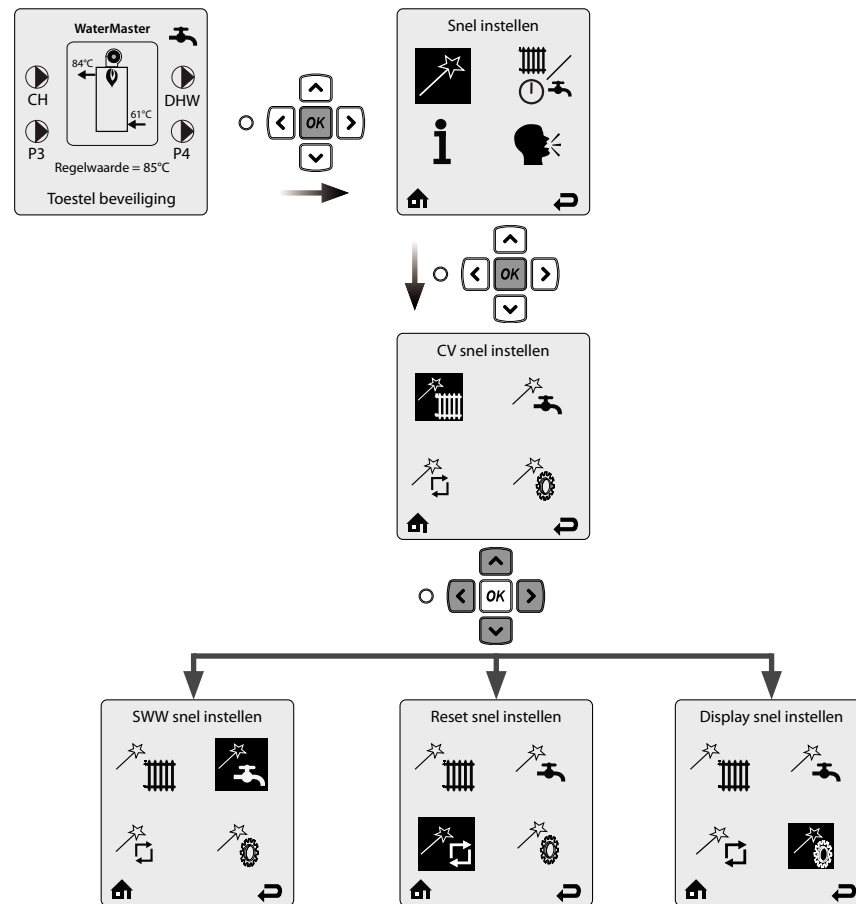 WaterMaster
84°C
CH
DHW
61°C
P3
P4
Regelwaarde = 85°C
Toestel beveiliging
OK
Snel instellen
i
OK
CV snel instellen
OK
SWW snel instellen
Reset snel instellen
Display snel instellen